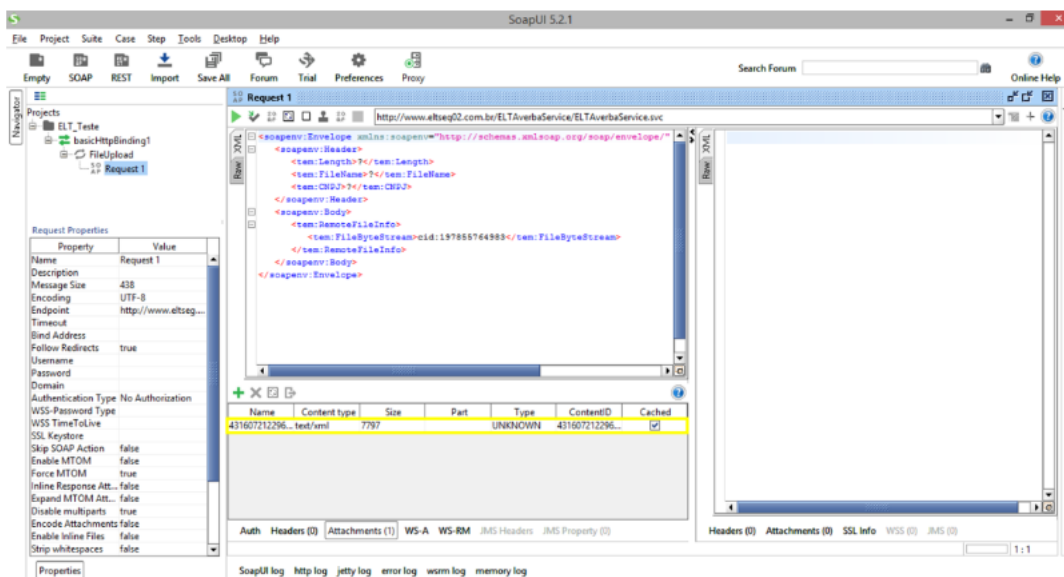 SoapUI 5.2.1
File Project Suite Case Step Tools Desktop Help
Empty SOAP REST Import Save All Forum Trial Preferences Proxy Search Forum Online Help
Navigator
Projects
ELT_Teste
basicHttpBinding1
FileUpload
Request 1
Request Properties
Property Value
Name Request 1
Description
Message Size 438
Encoding UTF-8
Endpoint http://www.eltseg....
Timeout
Bind Address
Follow Redirects true
Username
Password
Domain
Authentication Type No Authorization
WSS-Password Type
WSS TimeToLive
SSL Keystore
Skip SOAP Action false
Enable MTOM false
Force MTOM true
Inline Response Att... false
Expand MTOM Att... false
Disable multiparts true
Encode Attachments false
Enable Inline Files false
Strip whitespaces false
Properties
Request 1
http://www.eltseg02.com.br/ELTAverbaService/ELTAverbaService.svc
XML
Raw
<soapenv:Envelope xmlns:soapenv="http://schemas.xmlsoap.org/soap/envelope/"
<soapenv:Header>
<tem:Length>?</tem:Length>
<tem:FileName>?</tem:FileName>
<tem:CNPJ>?</tem:CNPJ>
</soapenv:Header>
<soapenv:Body>
<tem:RemoteFileInfo>
<tem:FileByteStream>cid:197855764983</tem:FileByteStream>
</tem:RemoteFileInfo>
</soapenv:Body>
</soapenv:Envelope>
Name Content type Size Part Type ContentID Cached
431607212296... text/xml 7797 UNKNOWN 431607212296...
Auth Headers (0) Attachments (1) WS-A WS-RM JMS Headers JMS Property (0)
XML
Raw
Headers (0) Attachments (0) SSL Info WSS (0) JMS (0)
1:1
SoapUI log http log jetty log error log wsrm log memory log